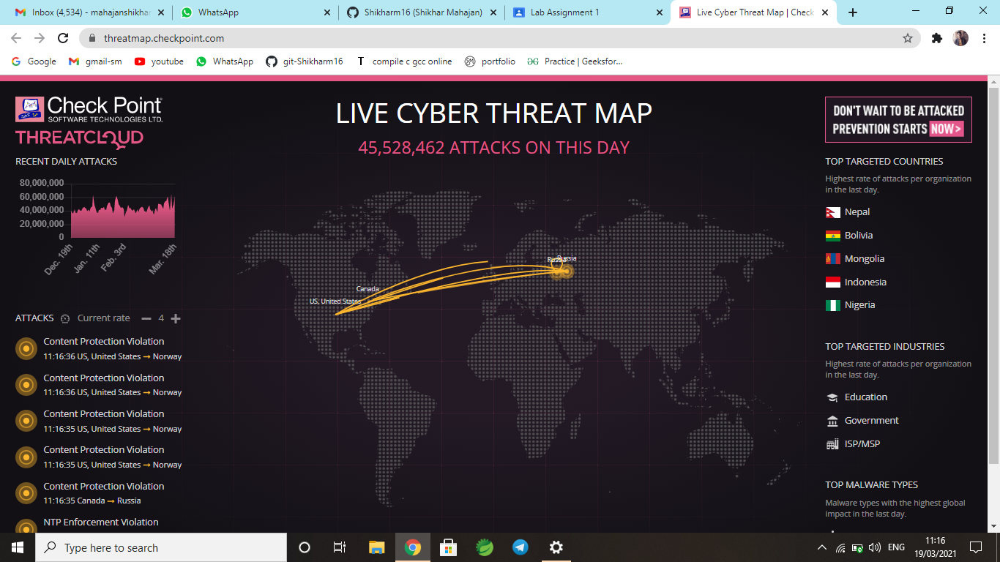 Inbox (4,534) - mahajanshikhar
WhatsApp
Shikharm16 (Shikhar Mahajan)
Lab Assignment 1
Live Cyber Threat Map | Check
threatmap.checkpoint.com
Google
gmail-sm
youtube
WhatsApp
git-Shikharm16
T
compile c gcc online
portfolio
Practice | Geeksfor...
Check Point
SOFTWARE TECHNOLOGIES LTD.
THREATCLOUD
RECENT DAILY ATTACKS
80,000,000
60,000,000
40,000,000
20,000,000
0
Dec. 19th
Jan. 11th
Feb. 3rd
Mar. 18th
ATTACKS
Current rate
4
Content Protection Violation
11:16:36 US, United States → Norway
Content Protection Violation
11:16:36 US, United States → Norway
Content Protection Violation
11:16:35 US, United States → Norway
Content Protection Violation
11:16:35 US, United States → Norway
Content Protection Violation
11:16:35 Canada → Russia
NTP Enforcement Violation
LIVE CYBER THREAT MAP
45,528,462 ATTACKS ON THIS DAY
Russia
Russia
Canada
US, United States
DON'T WAIT TO BE ATTACKED
PREVENTION STARTS NOW >
TOP TARGETED COUNTRIES
Highest rate of attacks per organization
in the last day.
Nepal
Bolivia
Mongolia
Indonesia
Nigeria
TOP TARGETED INDUSTRIES
Highest rate of attacks per organization
in the last day.
Education
Government
ISP/MSP
TOP MALWARE TYPES
Malware types with the highest global
impact in the last day.
Type here to search
ENG
11:16
19/03/2021